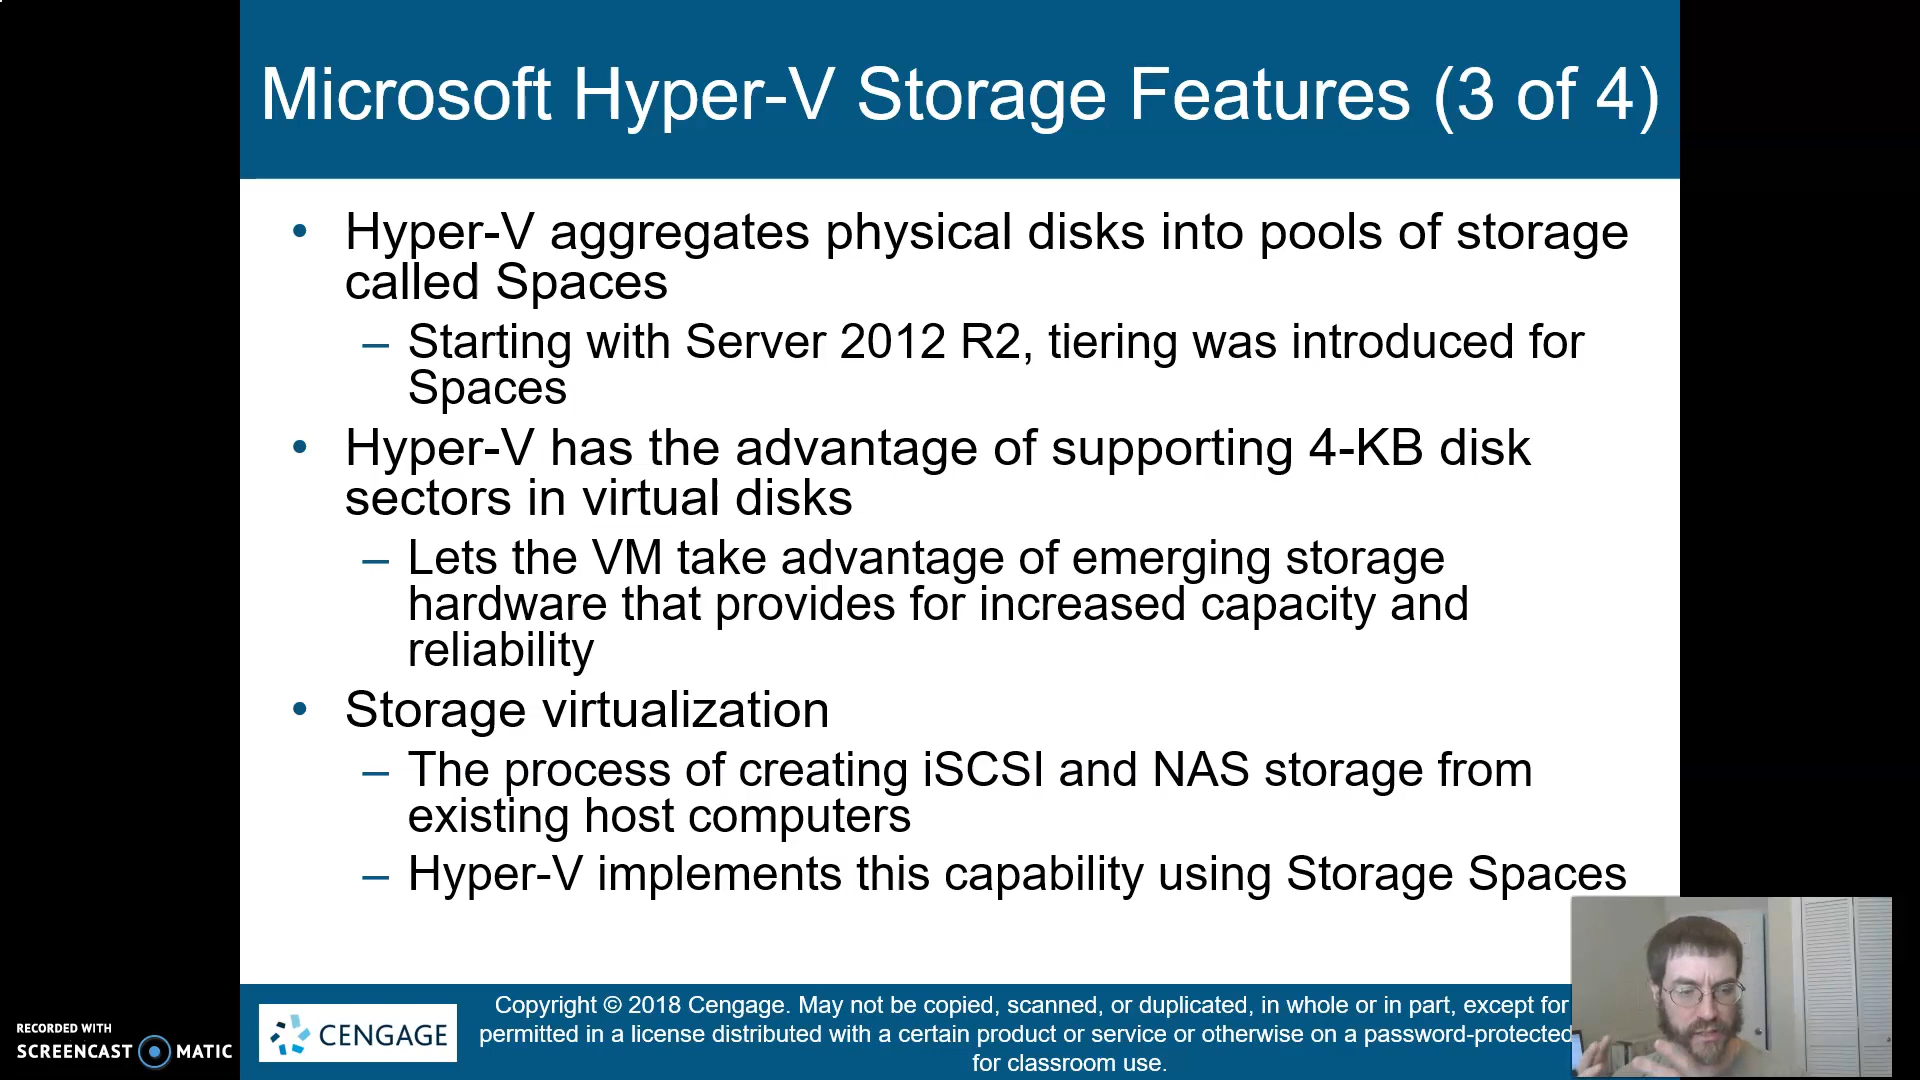 Microsoft Hyper-V Storage Features (3 of 4)
• Hyper-V aggregates physical disks into pools of storage
called Spaces
– Starting with Server 2012 R2, tiering was introduced for
Spaces
• Hyper-V has the advantage of supporting 4-KB disk
sectors in virtual disks
– Lets the VM take advantage of emerging storage
hardware that provides for increased capacity and
reliability
• Storage virtualization
– The process of creating iSCSI and NAS storage from
existing host computers
– Hyper-V implements this capability using Storage Spaces
CENGAGE
Copyright © 2018 Cengage. May not be copied, scanned, or duplicated, in whole or in part, except for
permitted in a license distributed with a certain product or service or otherwise on a password-protected
for classroom use.
RECORDED WITH
SCREENCAST MATIC